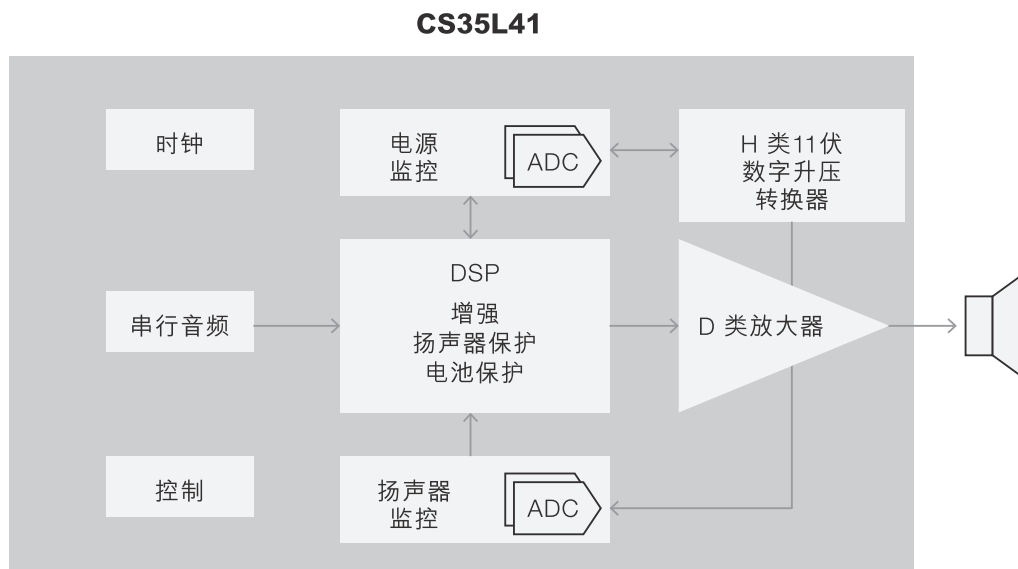 CS35L41
时钟
电源
监控
ADC
H 类11伏
数字升压
转换器
串行音频
DSP
增强
扬声器保护
电池保护
D 类放大器
控制
扬声器
监控
ADC